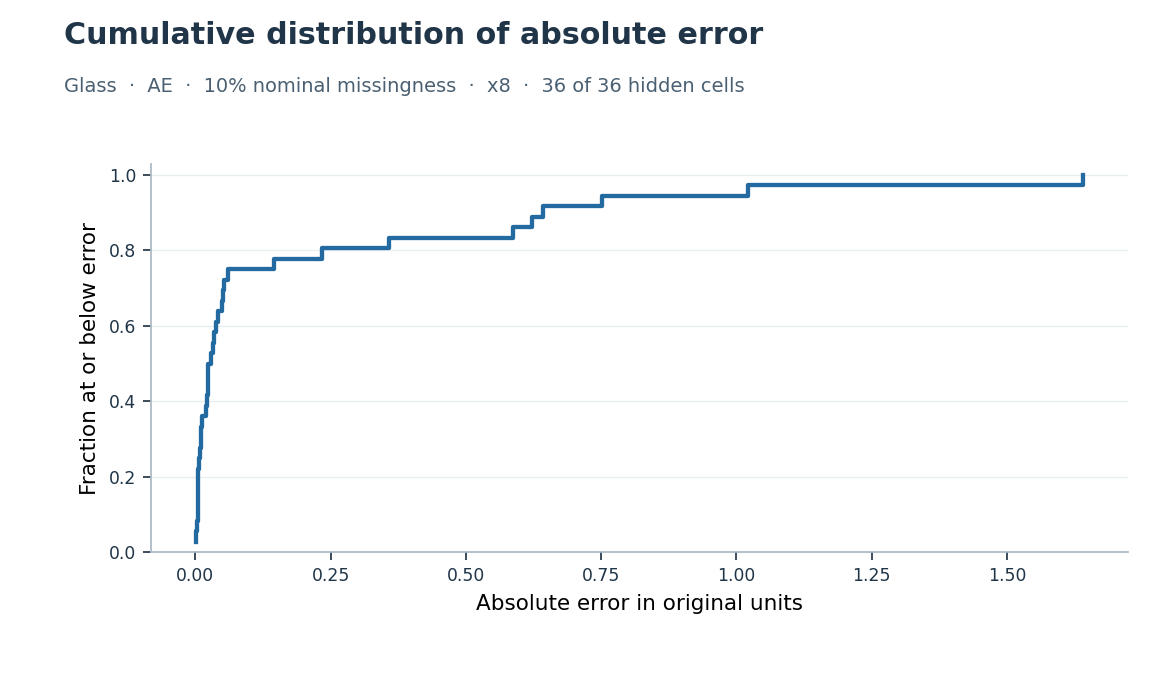 Cumulative distribution of absolute error
Glass · AE · 10% nominal missingness · x8 · 36 of 36 hidden cells
1.0
0.8
0.6
0.4
0.2
0.0
Fraction at or below error
0.00 0.25 0.50 0.75 1.00 1.25 1.50
Absolute error in original units